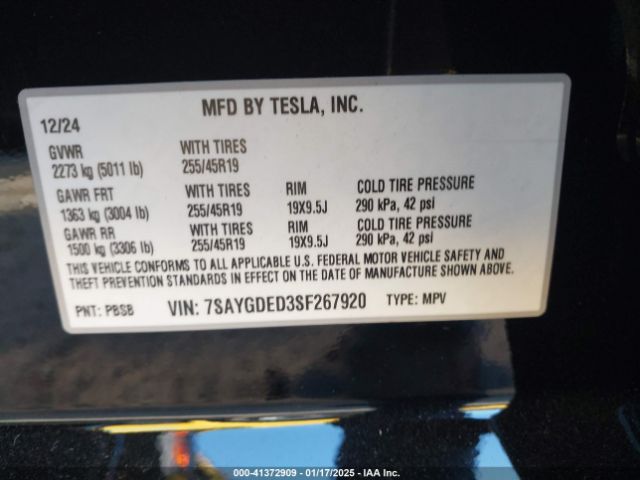 MFD BY TESLA, INC.
12/24
GVWR WITH TIRES
2273 kg (5011 lb) 255/45R19
GAWR FRT WITH TIRES RIM COLD TIRE PRESSURE
1363 kg (3004 lb) 255/45R19 19X9.5J 290 kPa, 42 psi
GAWR RR WITH TIRES RIM COLD TIRE PRESSURE
1500 kg (3306 lb) 255/45R19 19X9.5J 290 kPa, 42 psi
THIS VEHICLE CONFORMS TO ALL APPLICABLE U.S. FEDERAL MOTOR VEHICLE SAFETY AND
THEFT PREVENTION STANDARDS IN EFFECT ON THE DATE OF MANUFACTURE SHOWN ABOVE.
PNT: PBSB VIN: 7SAYGDED3SF267920 TYPE: MPV
000-41372909 - 01/17/2025 - IAA Inc.